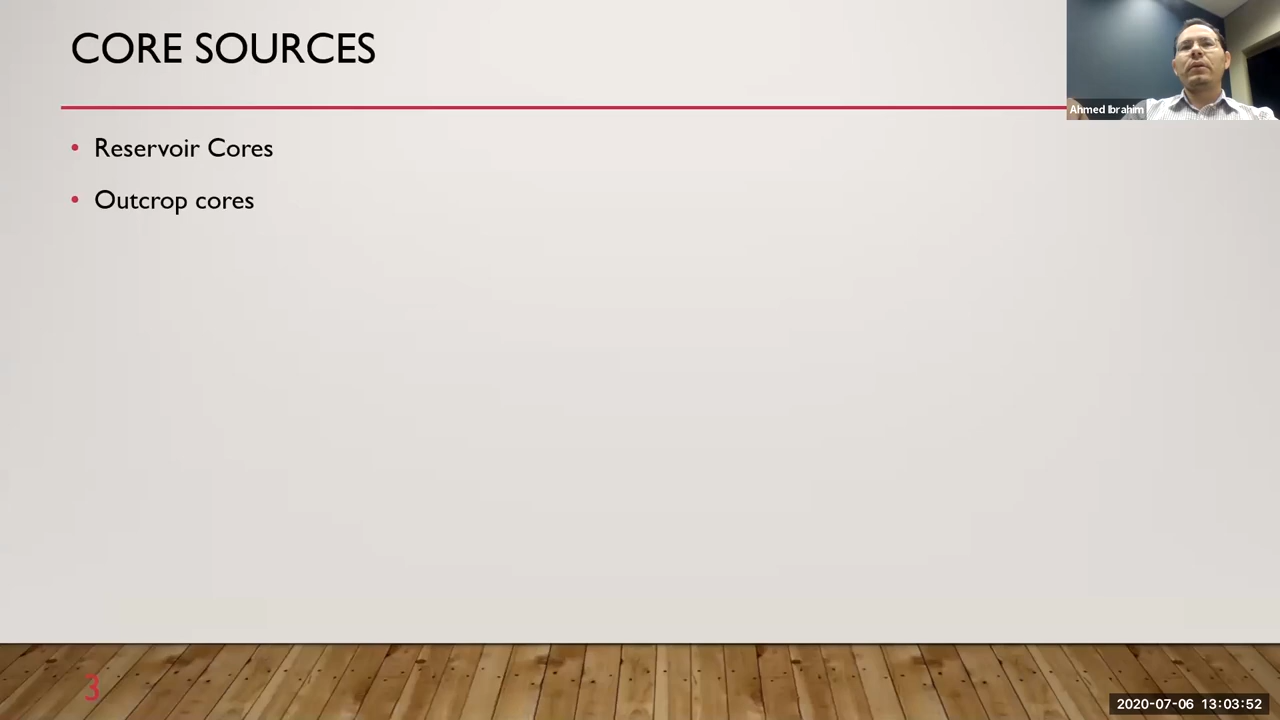 CORE SOURCES
Ahmed Ibrahim
• Reservoir Cores
• Outcrop cores
3
2020-07-06 13:03:52